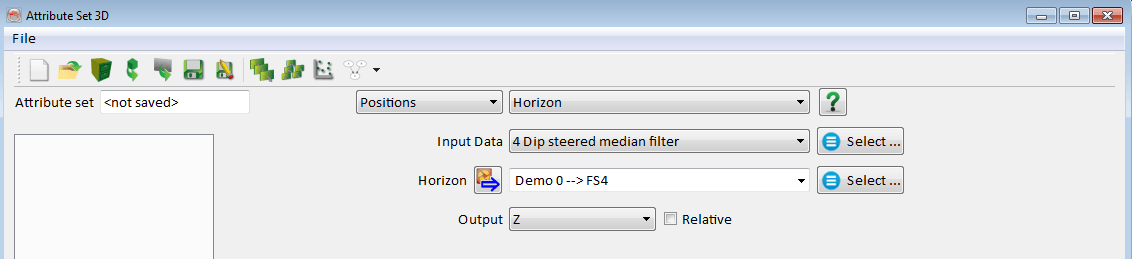 Attribute Set 3D
File
Attribute set <not saved> Positions Horizon ?
Input Data 4 Dip steered median filter Select ...
Horizon Demo 0 --> FS4 Select ...
Output Z Relative